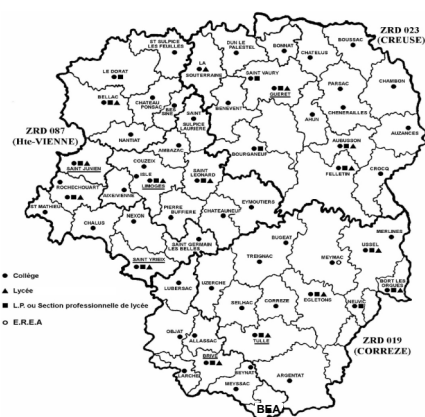 ZRD 023
(CREUSE)
ST SULPICE
LES FEUILLES
DUN LE
PALESTEL
BONNAT
CHATELUS
BOUSSAC
LE DORAT
LA
SOUTERRAINE
SAINT VAURY
GUERET
PARSAC
CHAMBON
BELLAC
CHATEAU
PONSAC
BES
SINE
SAINT
SULPICE
LAURIERE
BENEVENT
AHUN
CHENERAILLES
AUZANCES
ZRD 087
(Hte-VIENNE)
NANTIAT
AMBAZAC
BOURGANEUF
AUBUSSON
FELLETIN
CROCQ
SAINT JUNIEN
COUZEIX
ISLE
LIMOGES
SAINT
LEONARD
ROCHECHOUART
AIXE/VIENNE
ST MATHIEU
CHALUS
NEXON
PIERRE
BUFFIERE
CHATEAUNEUF
EYMOUTIERS
SAINT GERMAIN
LES BELLES
SAINT YRIEIX
BUGEAT
MERLINES
TREIGNAC
MEYMAC
USSEL
LUBERSAC
UZERCHE
SEILHAC
CORREZE
EGLETONS
NEUVIC
BORT LES
ORGUES
Collège
Lycée
L.P. ou Section professionelle de lycée
E.R.E.A
OBJAT
ALLASSAC
TULLE
ZRD 019
(CORREZE)
BRIVE
LARCHE
BEYNAT
ARGENTAT
MEYSSAC
BEA